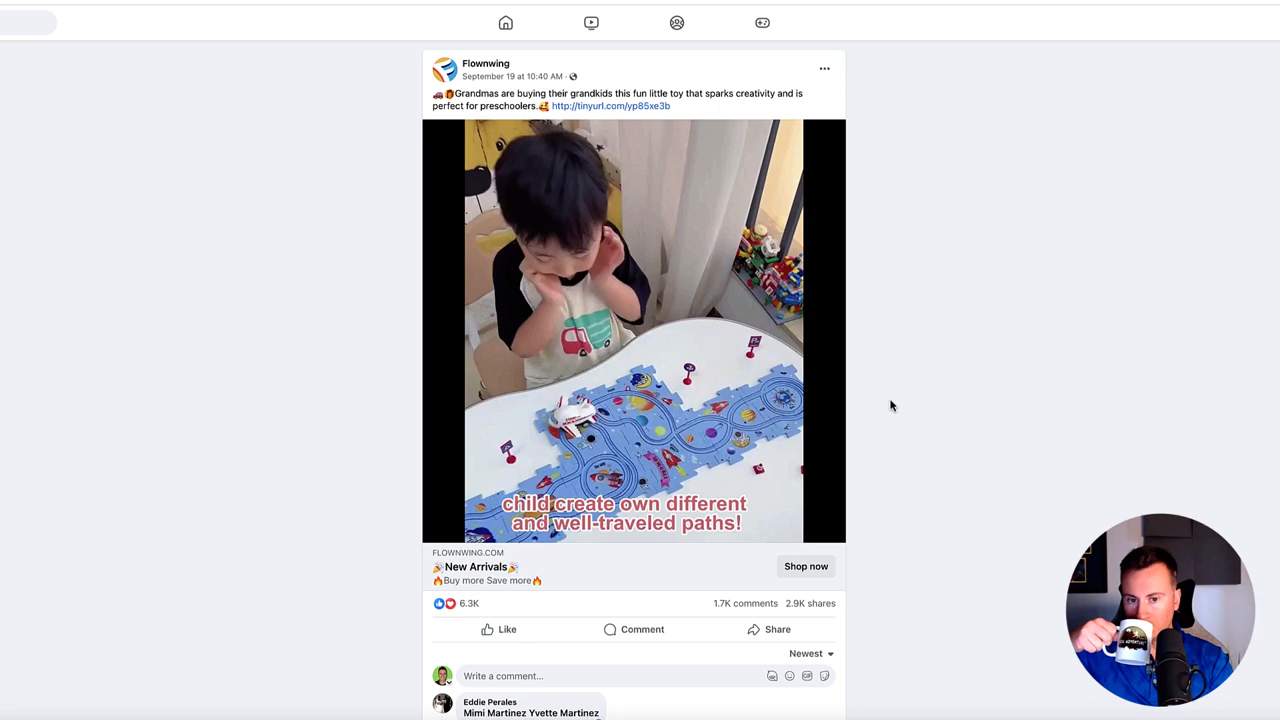 Flownwing
September 19 at 10:40 AM ·
🚗👩Grandmas are buying their grandkids this fun little toy that sparks creativity and is
perfect for preschoolers.🥰 http://tinyurl.com/yp85xe3b
child create own different
and well-traveled paths!
FLOWNWING.COM
🎉New Arrivals🎉
🔥Buy more Save more🔥
Shop now
6.3K
1.7K comments 2.9K shares
Like
Comment
Share
Newest
Write a comment...
Eddie Perales
Mimi Martinez Yvette Martinez